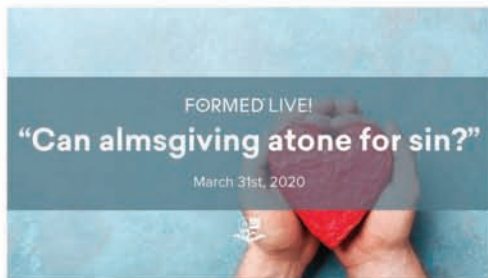 FORMED LIVE!
“Can almsgiving atone for sin?”
March 31st, 2020